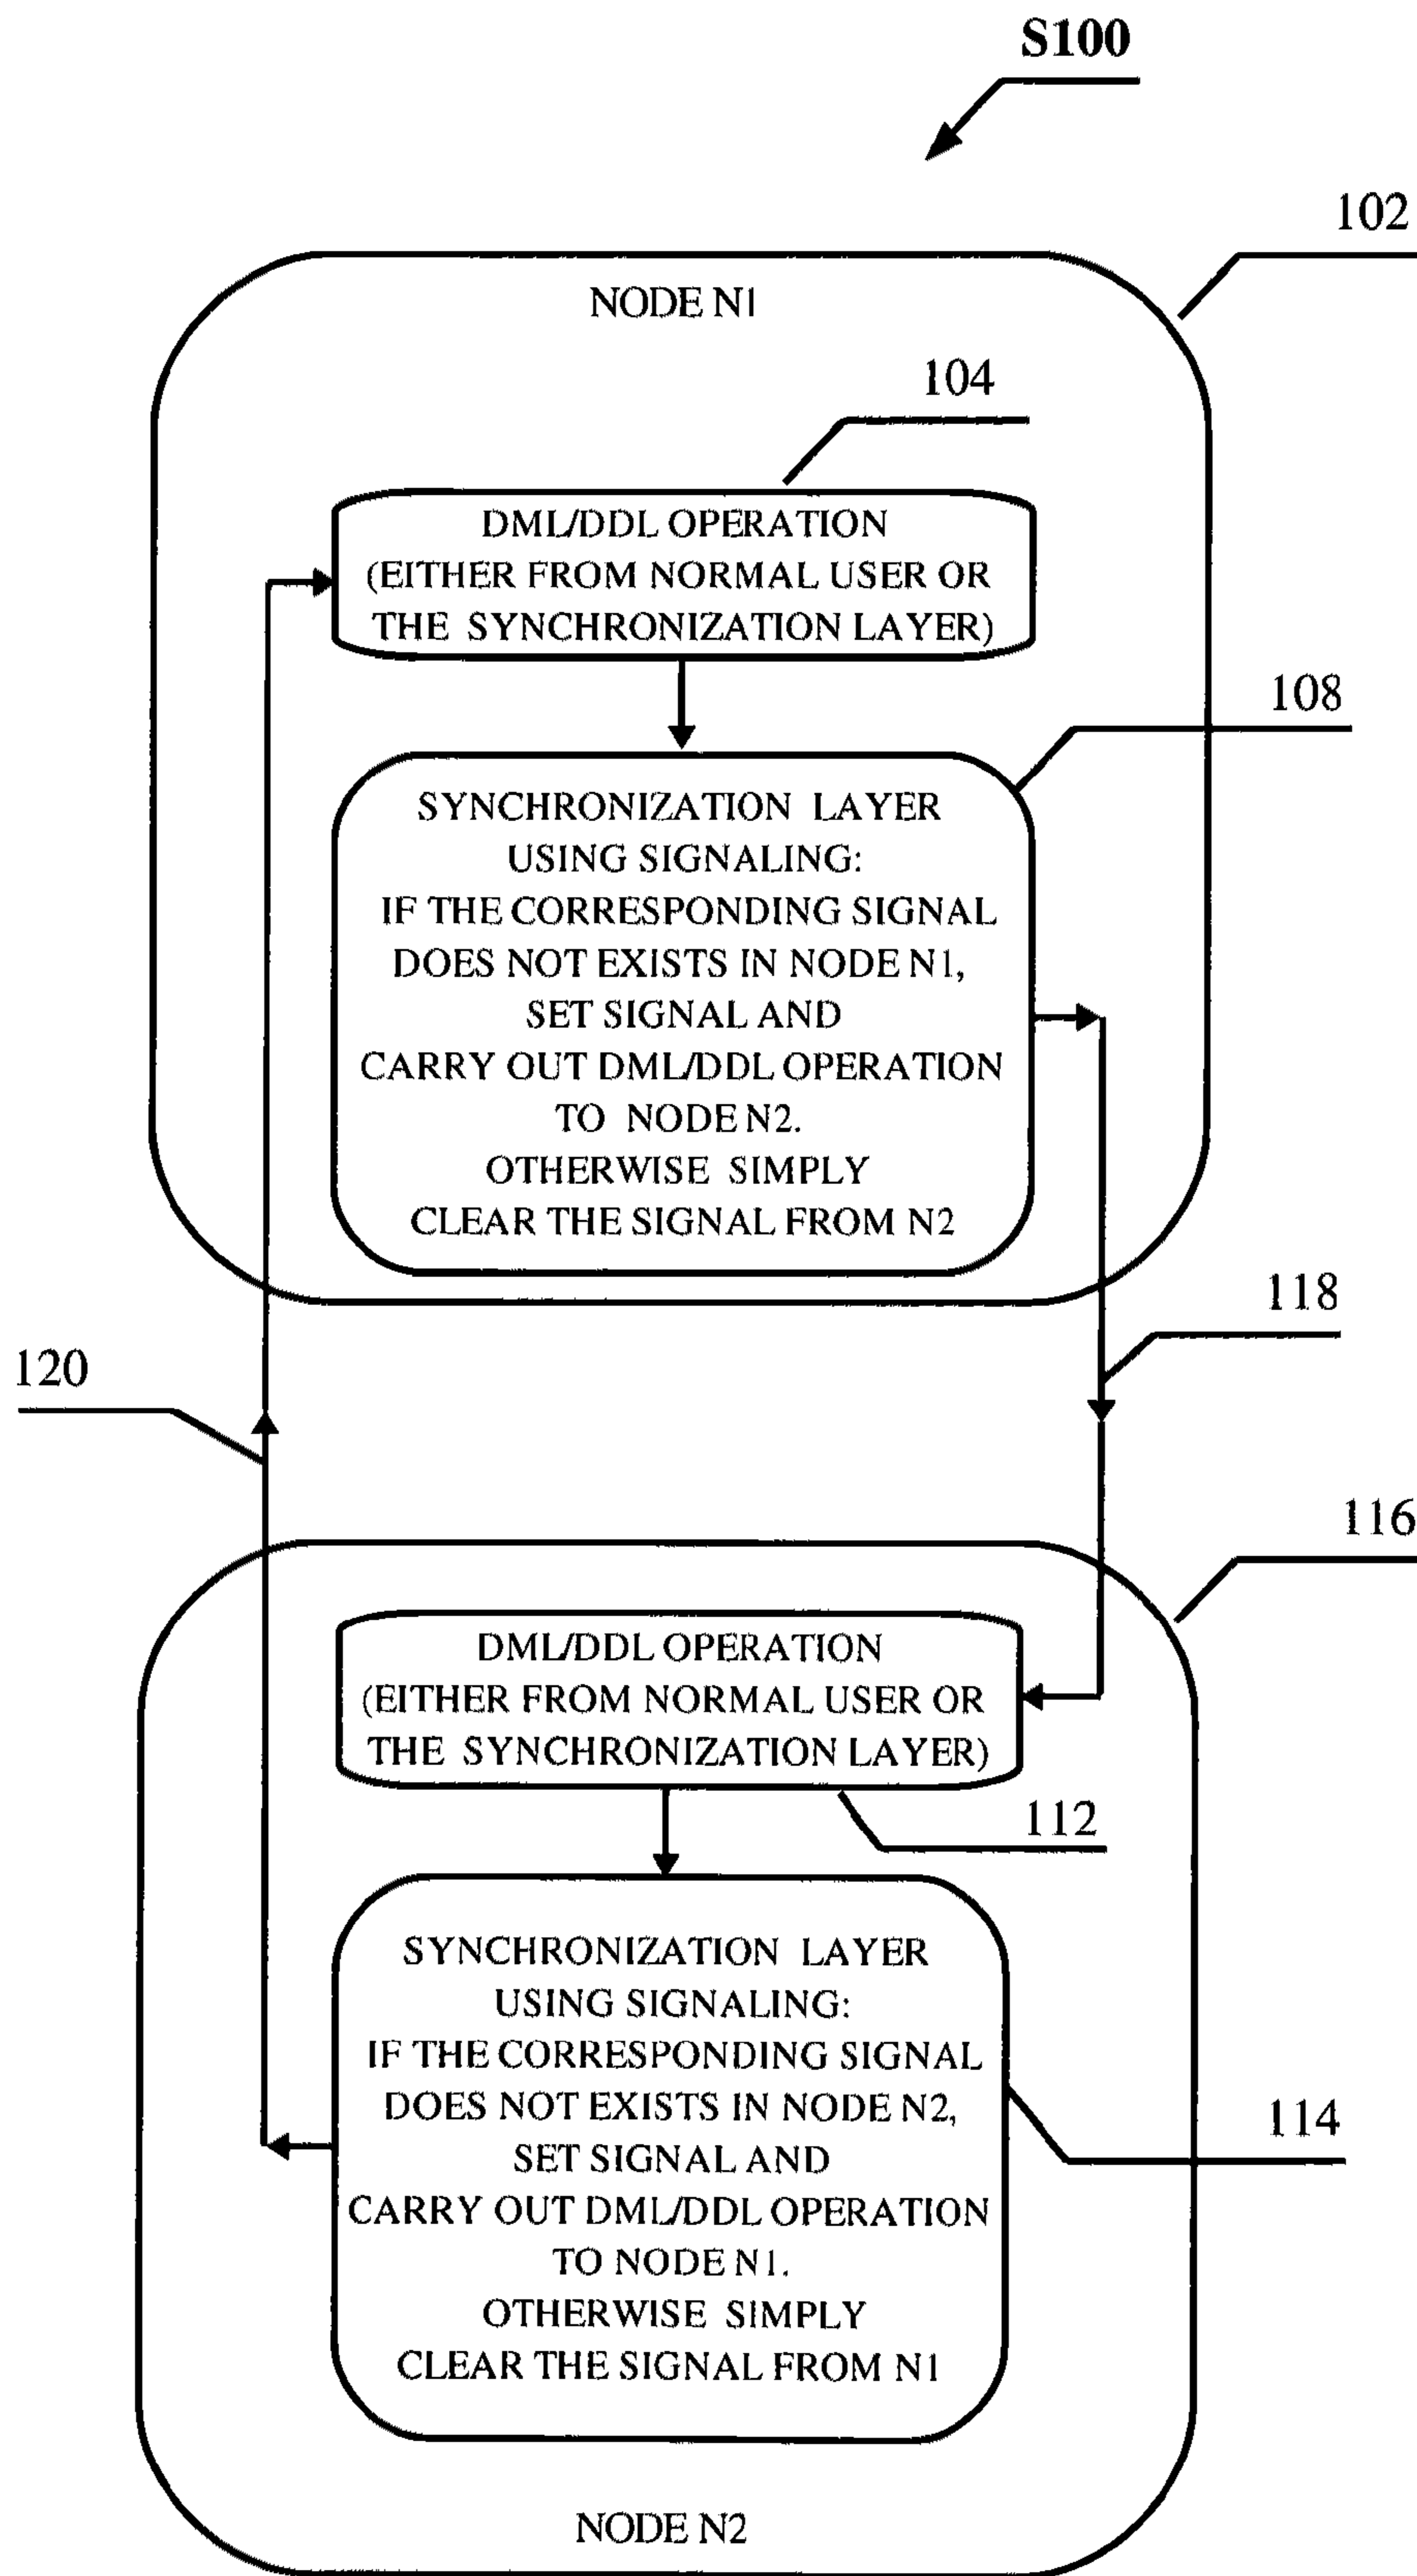 S100
102
NODE N1
104
DML/DDL OPERATION
(EITHER FROM NORMAL USER OR
THE SYNCHRONIZATION LAYER)
108
SYNCHRONIZATION LAYER
USING SIGNALING:
IF THE CORRESPONDING SIGNAL
DOES NOT EXISTS IN NODE N1,
SET SIGNAL AND
CARRY OUT DML/DDL OPERATION
TO NODE N2.
OTHERWISE SIMPLY
CLEAR THE SIGNAL FROM N2
118
120
116
DML/DDL OPERATION
(EITHER FROM NORMAL USER OR
THE SYNCHRONIZATION LAYER)
112
SYNCHRONIZATION LAYER
USING SIGNALING:
IF THE CORRESPONDING SIGNAL
DOES NOT EXISTS IN NODE N2,
SET SIGNAL AND
CARRY OUT DML/DDL OPERATION
TO NODE N1.
OTHERWISE SIMPLY
CLEAR THE SIGNAL FROM N1
114
NODE N2